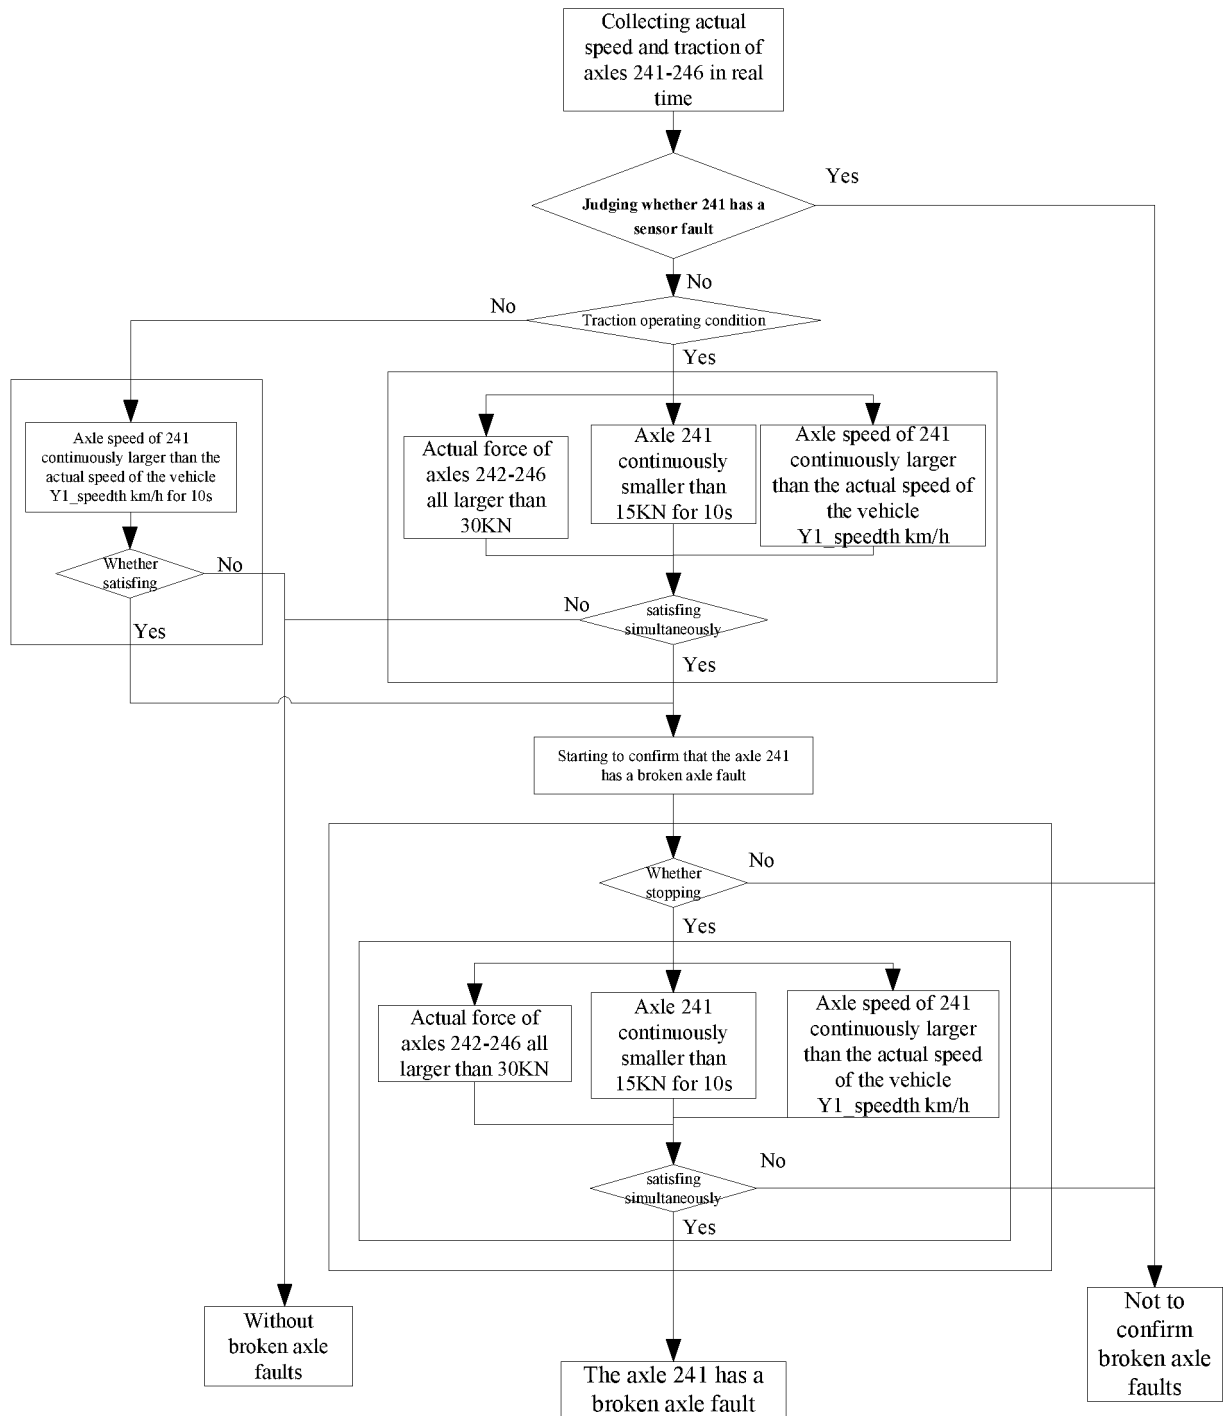 Collecting actual
speed and traction of
axles 241-246 in real
time
Yes
Judging whether 241 has a
sensor fault
No
No
Traction operating condition
Yes
Axle speed of 241
continuously larger than the
actual speed of the vehicle
Y1_speedth km/h for 10s
Whether
satisfing
No
Yes
Actual force of
axles 242-246
all larger than
30KN
Axle 241
continuously
smaller than
15KN for 10s
Axle speed of 241
continuously larger
than the actual speed of
the vehicle
Y1_speedth km/h
No
satisfing
simultaneously
Yes
Starting to confirm that the axle 241
has a broken axle fault
Whether
stopping
No
Yes
Actual force of
axles 242-246 all
larger than 30KN
Axle 241
continuously
smaller than
15KN for 10s
Axle speed of 241
continuously larger
than the actual speed
of the vehicle
Y1_speedth km/h
satisfing
simultaneously
No
Yes
Without
broken axle
faults
The axle 241 has a
broken axle fault
Not to
confirm
broken axle
faults